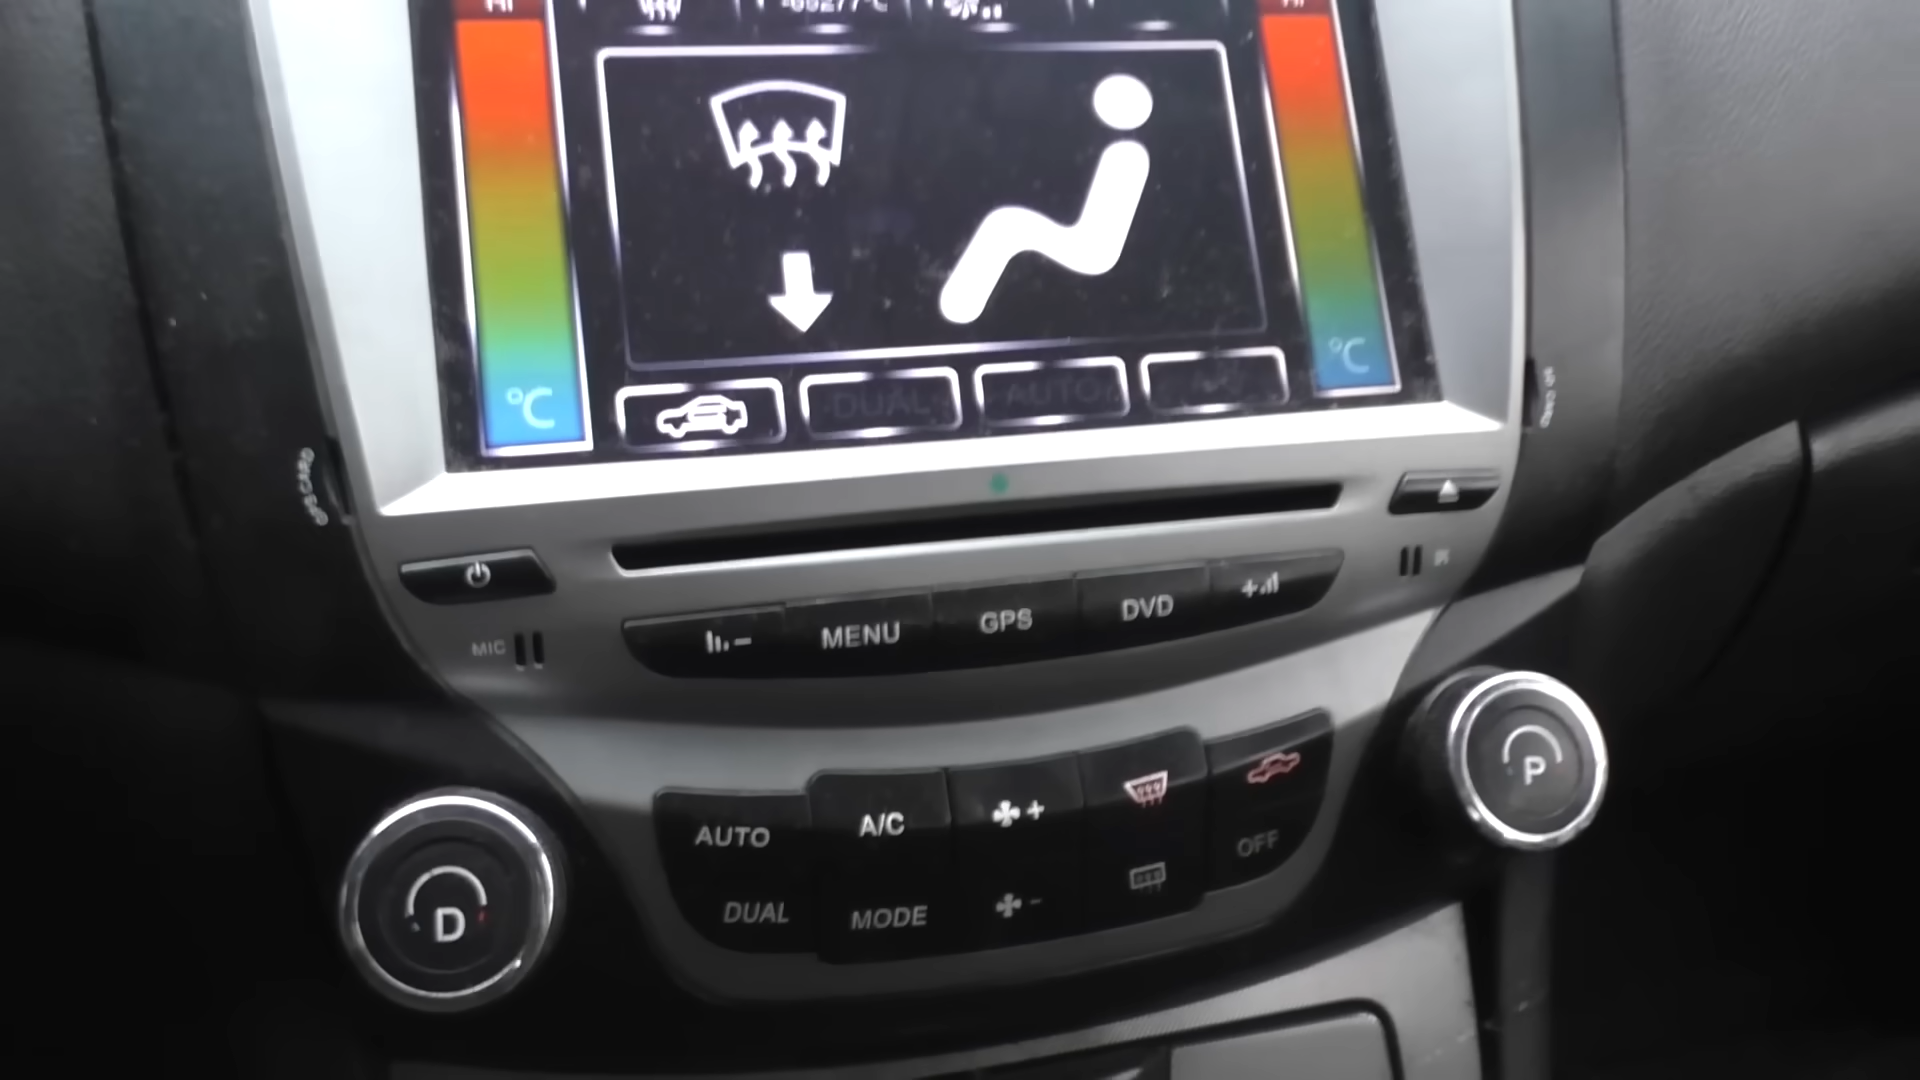 °C
°C
DUAL
AUTO
MIC
MENU
GPS
DVD
+
-
AUTO
A/C
+
DUAL
MODE
-
OFF
D
P